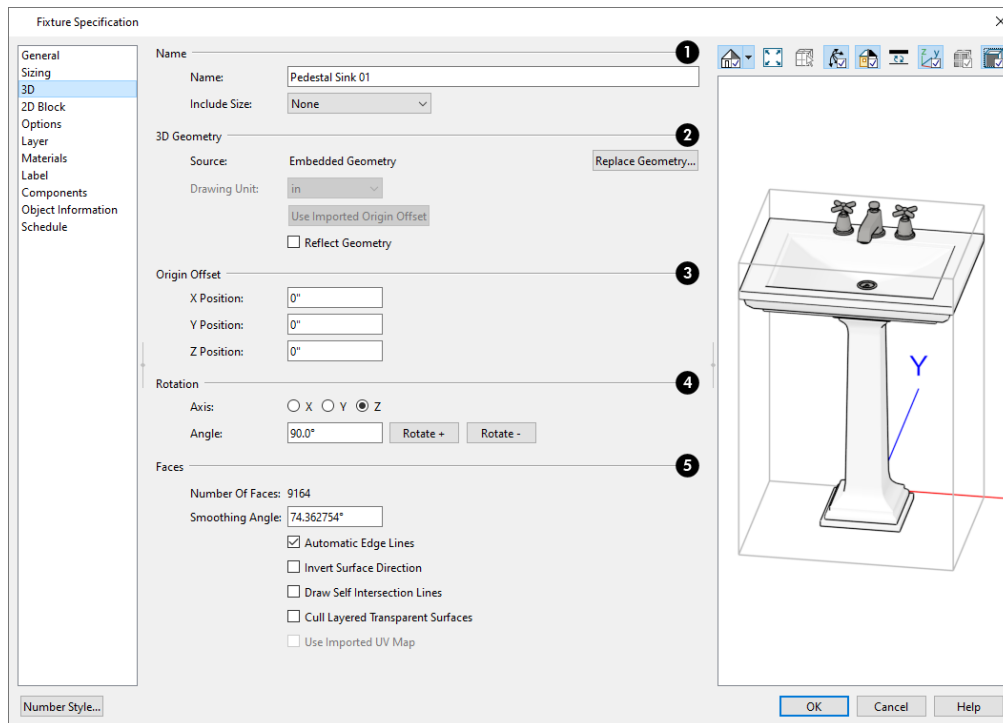 Fixture Specification
General
Sizing
3D
2D Block
Options
Layer
Materials
Label
Components
Object Information
Schedule
Name 1
Name: Pedestal Sink 01
Include Size: None
3D Geometry 2
Source: Embedded Geometry Replace Geometry...
Drawing Unit: in
Use Imported Origin Offset
Reflect Geometry
Origin Offset 3
X Position: 0"
Y Position: 0"
Z Position: 0"
Rotation 4
Axis: X Y Z
Angle: 90.0° Rotate + Rotate -
Faces 5
Number Of Faces: 9164
Smoothing Angle: 74.362754°
Automatic Edge Lines
Invert Surface Direction
Draw Self Intersection Lines
Cull Layered Transparent Surfaces
Use Imported UV Map
z y
Y
Number Style... OK Cancel Help